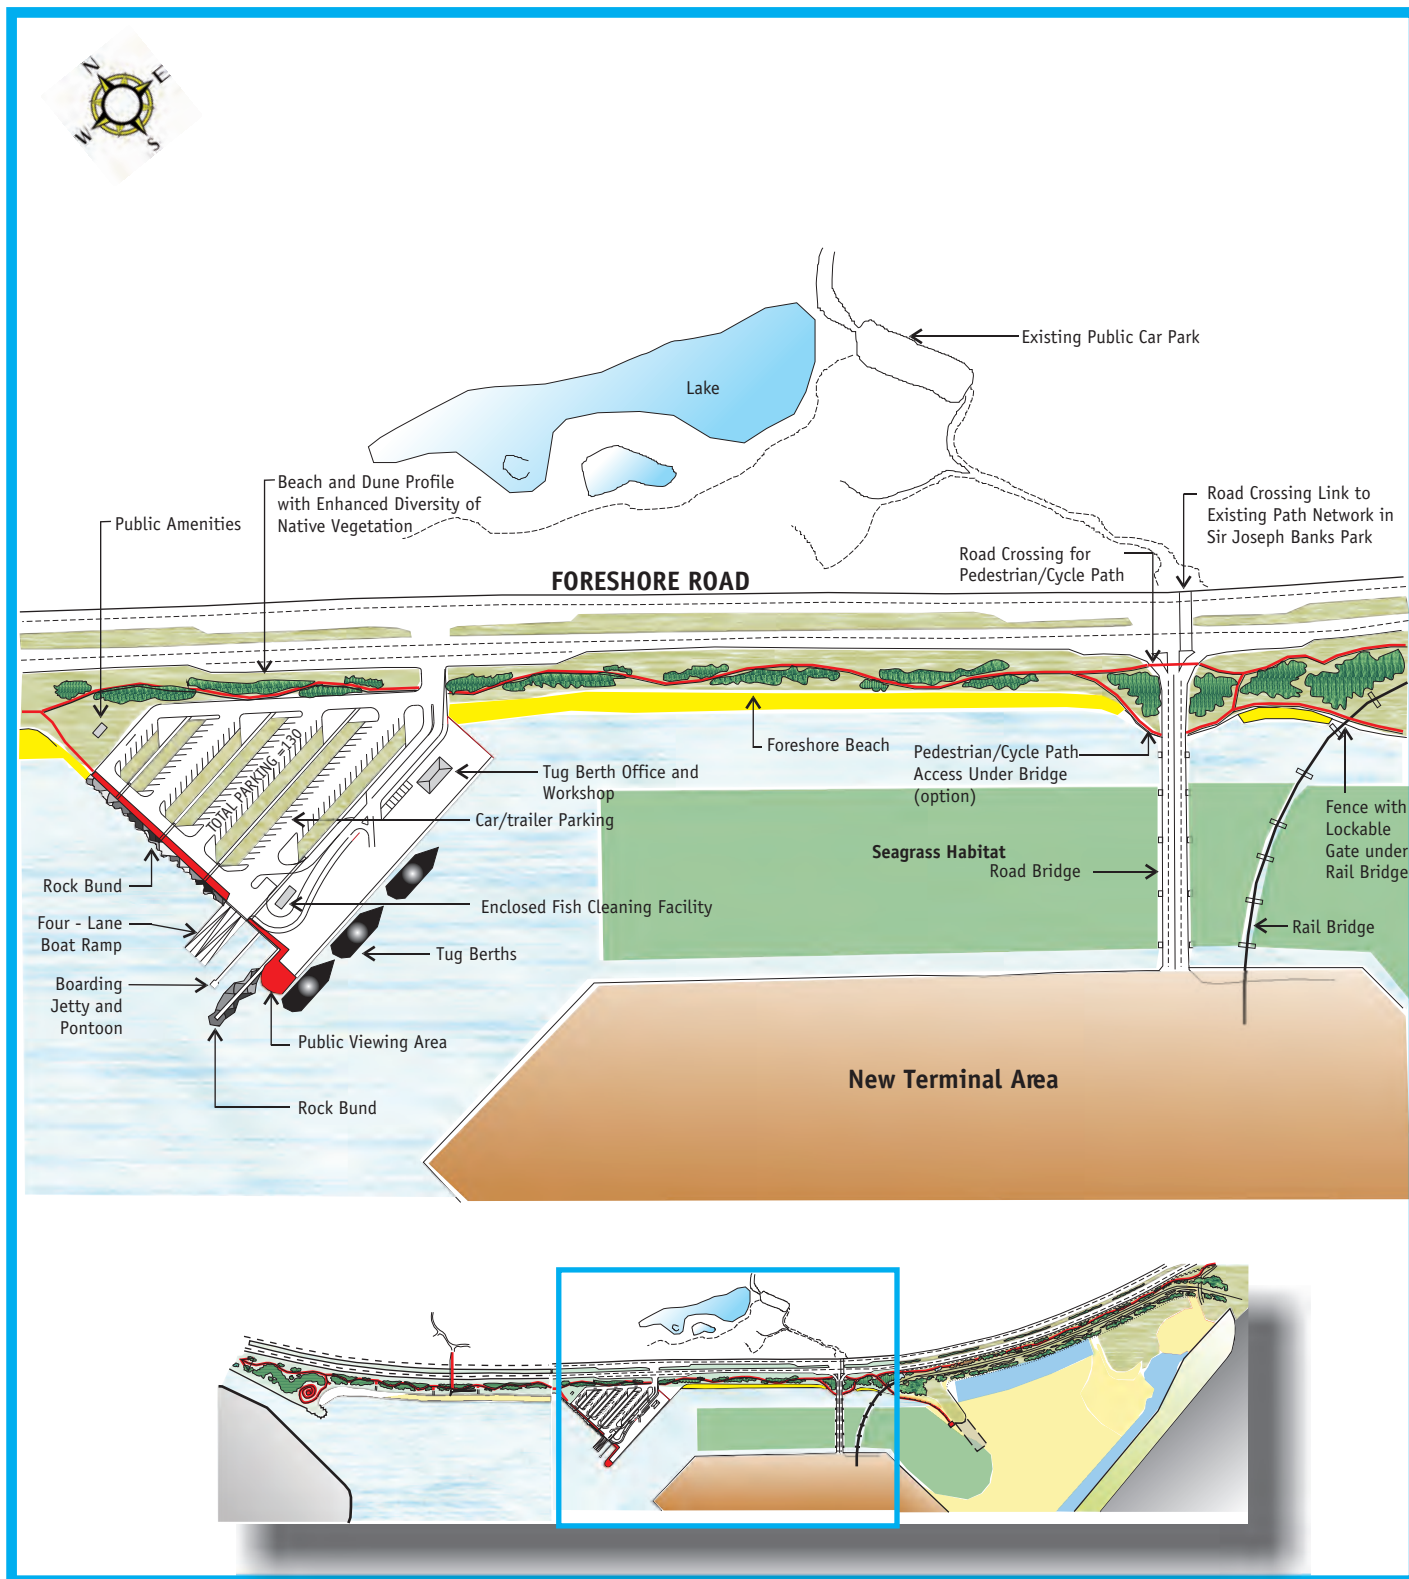 N
E
W
S
Existing Public Car Park
Lake
Beach and Dune Profile
with Enhanced Diversity of
Native Vegetation
Public Amenities
Road Crossing Link to
Existing Path Network in
Sir Joseph Banks Park
Road Crossing for
Pedestrian/Cycle Path
FORESHORE ROAD
Foreshore Beach
Pedestrian/Cycle Path
Access Under Bridge
(option)
TOTAL PARKING =130
Tug Berth Office and
Workshop
Car/trailer Parking
Fence with
Lockable
Gate under
Rail Bridge
Seagrass Habitat
Road Bridge
Rock Bund
Enclosed Fish Cleaning Facility
Four - Lane
Boat Ramp
Rail Bridge
Tug Berths
Boarding
Jetty and
Pontoon
Public Viewing Area
New Terminal Area
Rock Bund